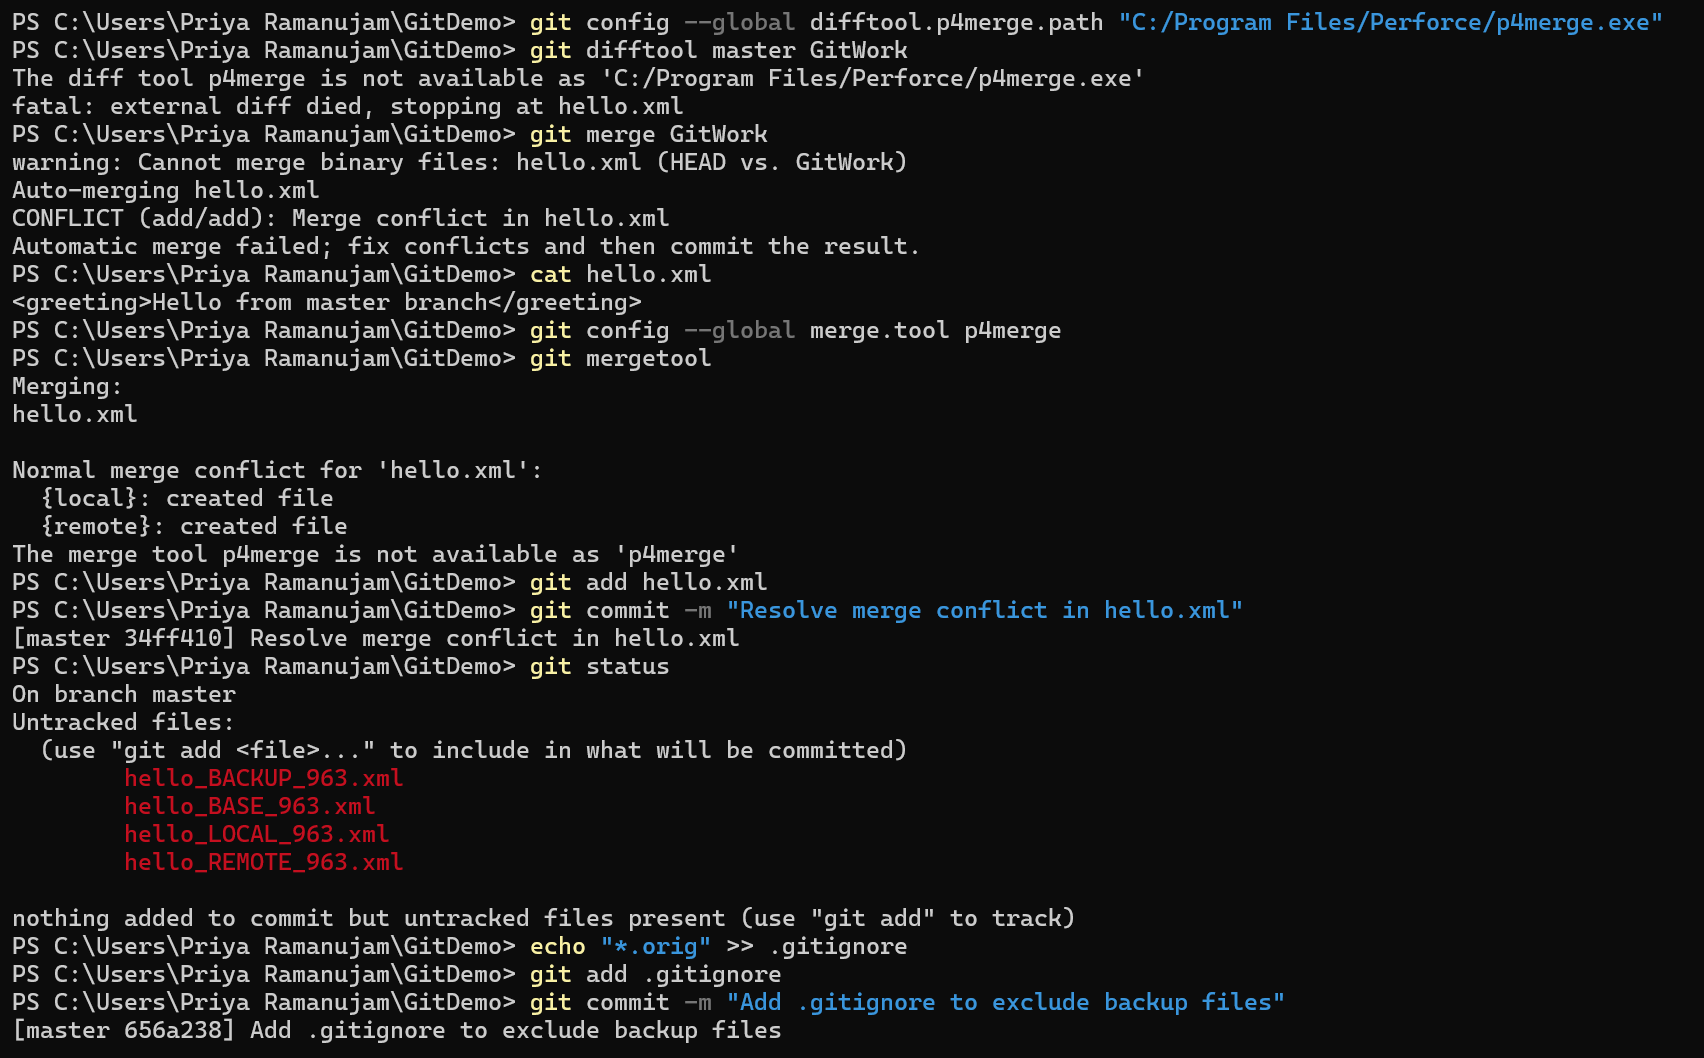 PS C:\Users\Priya Ramanujam\GitDemo> git config --global difftool.p4merge.path "C:/Program Files/Perforce/p4merge.exe"
PS C:\Users\Priya Ramanujam\GitDemo> git difftool master GitWork
The diff tool p4merge is not available as 'C:/Program Files/Perforce/p4merge.exe'
fatal: external diff died, stopping at hello.xml
PS C:\Users\Priya Ramanujam\GitDemo> git merge GitWork
warning: Cannot merge binary files: hello.xml (HEAD vs. GitWork)
Auto-merging hello.xml
CONFLICT (add/add): Merge conflict in hello.xml
Automatic merge failed; fix conflicts and then commit the result.
PS C:\Users\Priya Ramanujam\GitDemo> cat hello.xml
<greeting>Hello from master branch</greeting>
PS C:\Users\Priya Ramanujam\GitDemo> git config --global merge.tool p4merge
PS C:\Users\Priya Ramanujam\GitDemo> git mergetool
Merging:
hello.xml

Normal merge conflict for 'hello.xml':
  {local}: created file
  {remote}: created file
The merge tool p4merge is not available as 'p4merge'
PS C:\Users\Priya Ramanujam\GitDemo> git add hello.xml
PS C:\Users\Priya Ramanujam\GitDemo> git commit -m "Resolve merge conflict in hello.xml"
[master 34ff410] Resolve merge conflict in hello.xml
PS C:\Users\Priya Ramanujam\GitDemo> git status
On branch master
Untracked files:
  (use "git add <file>..." to include in what will be committed)
        hello_BACKUP_963.xml
        hello_BASE_963.xml
        hello_LOCAL_963.xml
        hello_REMOTE_963.xml

nothing added to commit but untracked files present (use "git add" to track)
PS C:\Users\Priya Ramanujam\GitDemo> echo "*.orig" >> .gitignore
PS C:\Users\Priya Ramanujam\GitDemo> git add .gitignore
PS C:\Users\Priya Ramanujam\GitDemo> git commit -m "Add .gitignore to exclude backup files"
[master 656a238] Add .gitignore to exclude backup files